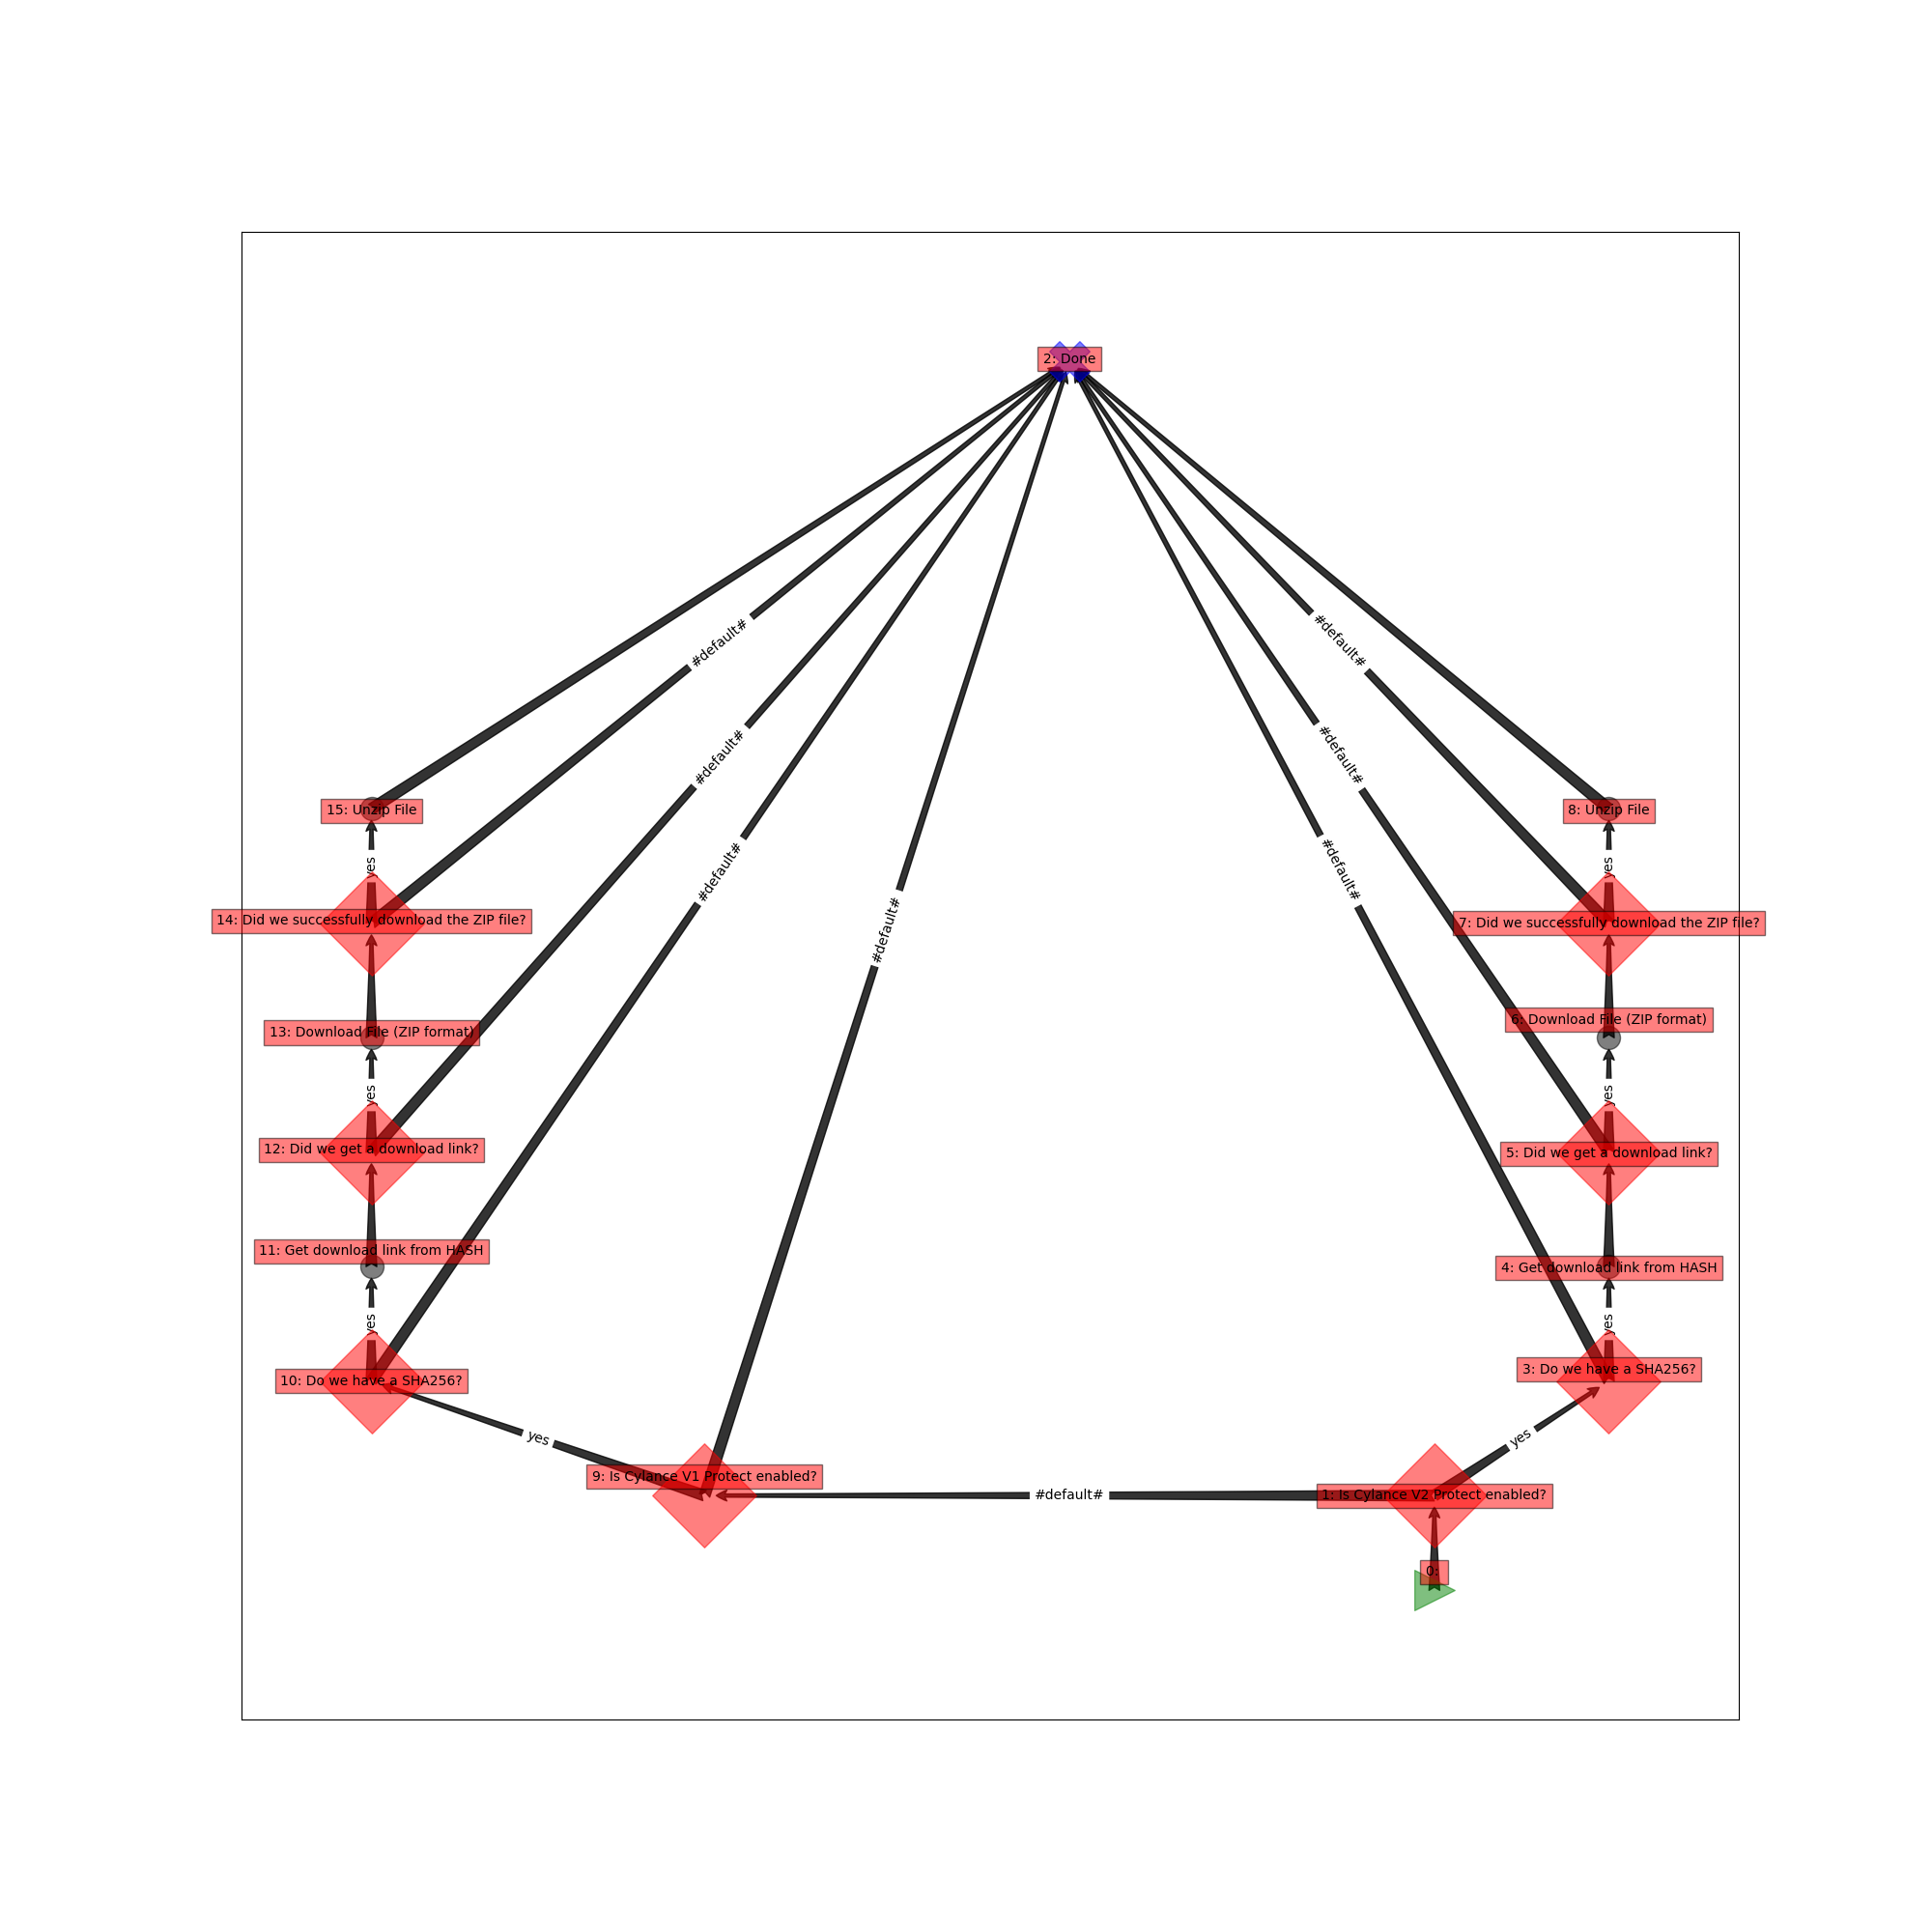 2: Done
#default#
#default#
#default#
#default#
#default#
#default#
#default#
#default#
15: Unzip File
8: Unzip File
yes
yes
14: Did we successfully download the ZIP file?
7: Did we successfully download the ZIP file?
13: Download File (ZIP format)
6: Download File (ZIP format)
yes
yes
12: Did we get a download link?
5: Did we get a download link?
11: Get download link from HASH
4: Get download link from HASH
yes
yes
10: Do we have a SHA256?
3: Do we have a SHA256?
yes
yes
9: Is Cylance V1 Protect enabled?
1: Is Cylance V2 Protect enabled?
0: